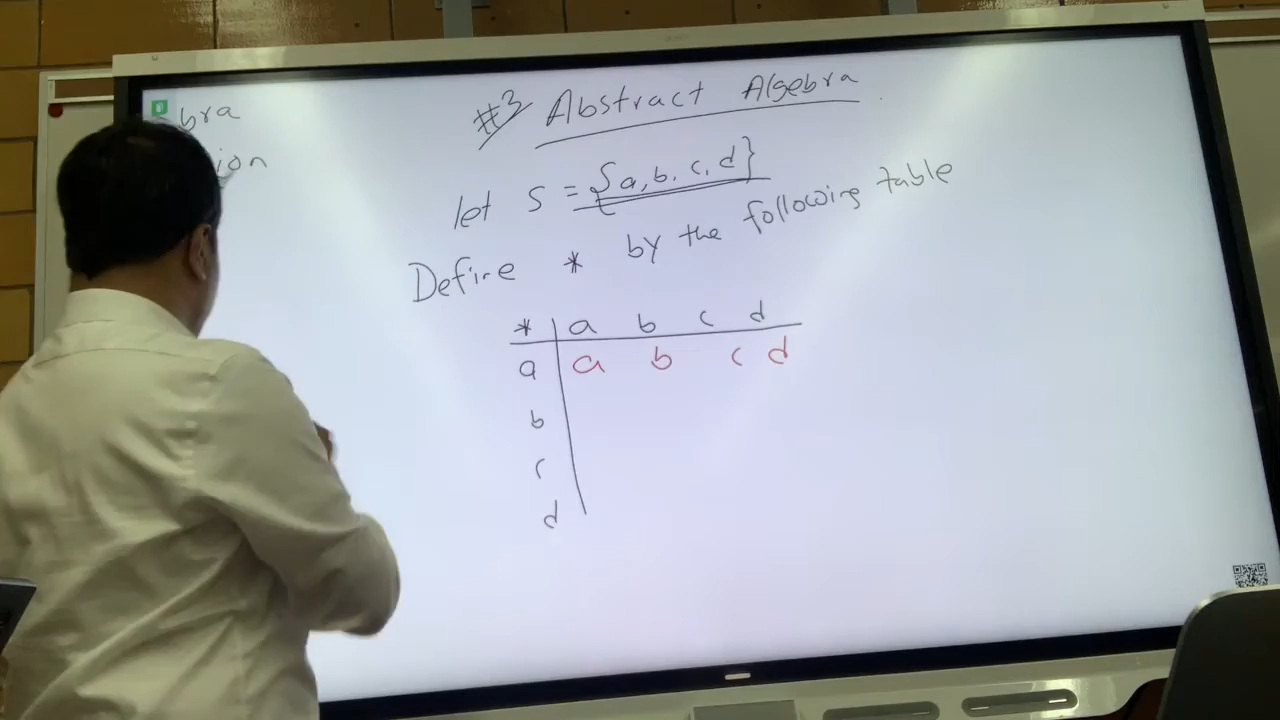 bra
#3 Abstract Algebra
ion
let S = {a, b, c, d}
Define * by the following table
* | a b c d
a | a b c d
b |
c |
d |